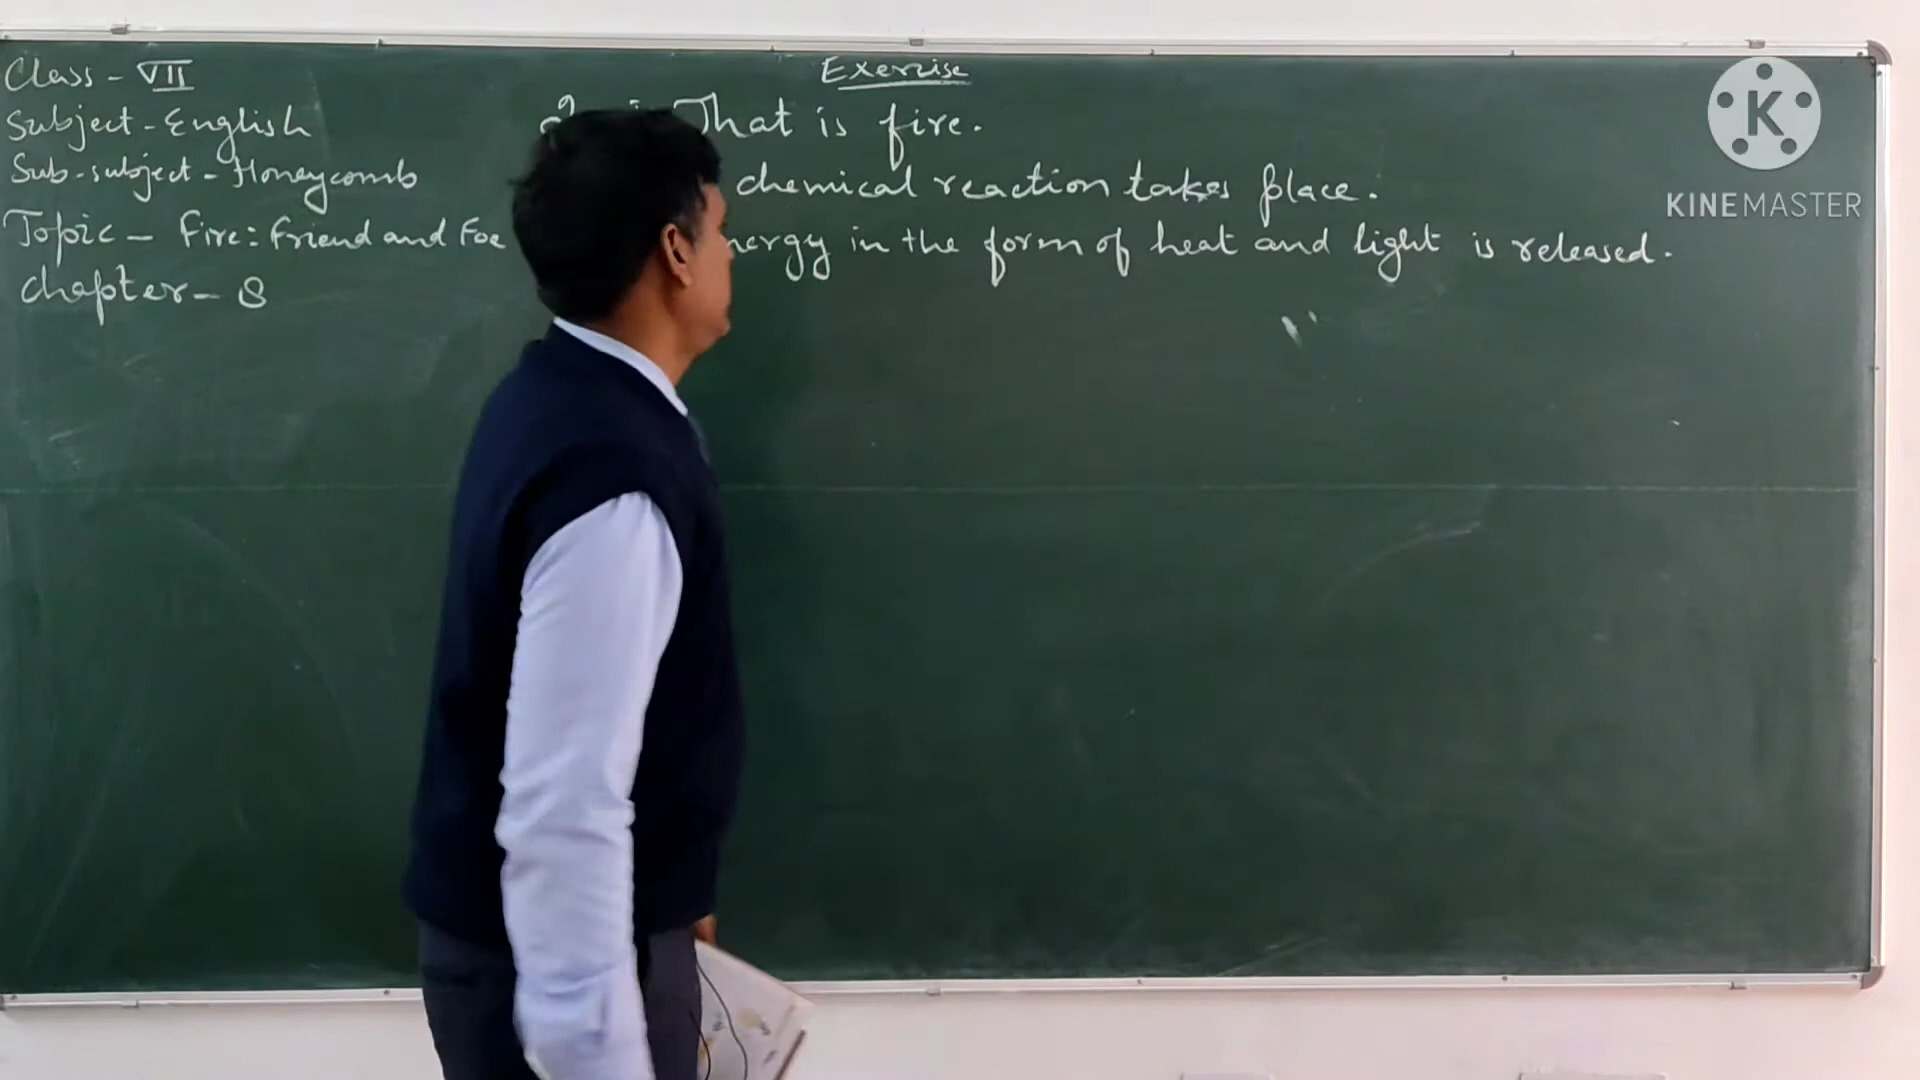 Class - VII
Subject - English
Sub-subject - Honeycomb
Topic - Fire: Friend and Foe
Chapter - 8
Exercise
That is fire.
chemical reaction takes place.
in the form of heat and light is released.
K
KINEMASTER